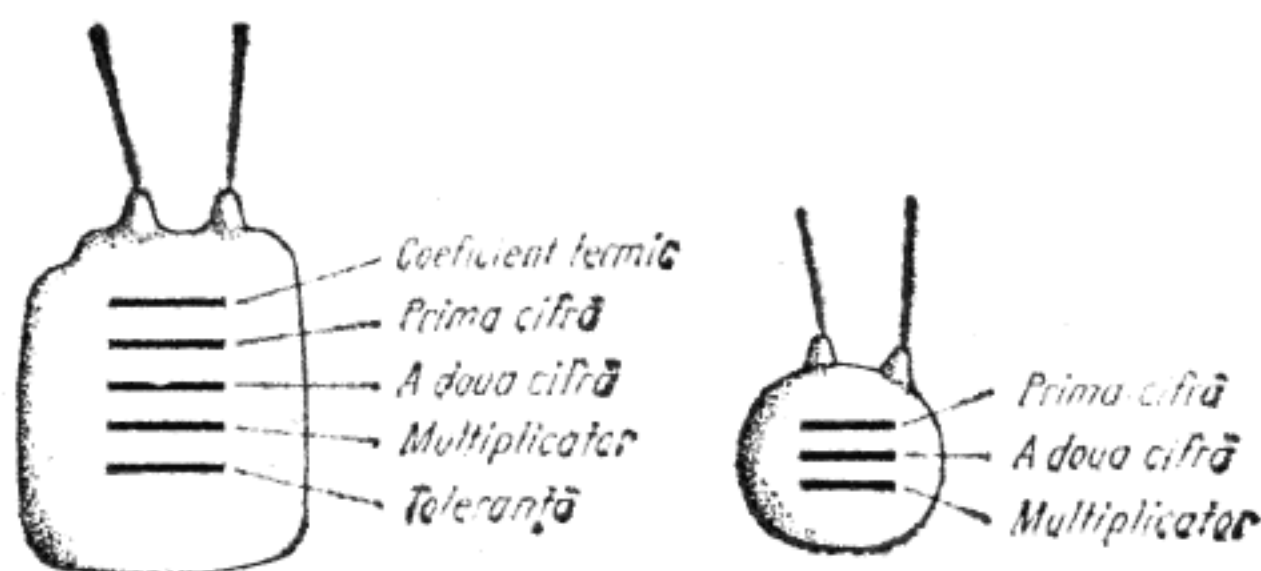 Coeficient termic
Prima cifră
A doua cifră
Multiplicator
Toleranță
Prima cifră
A doua cifră
Multiplicator